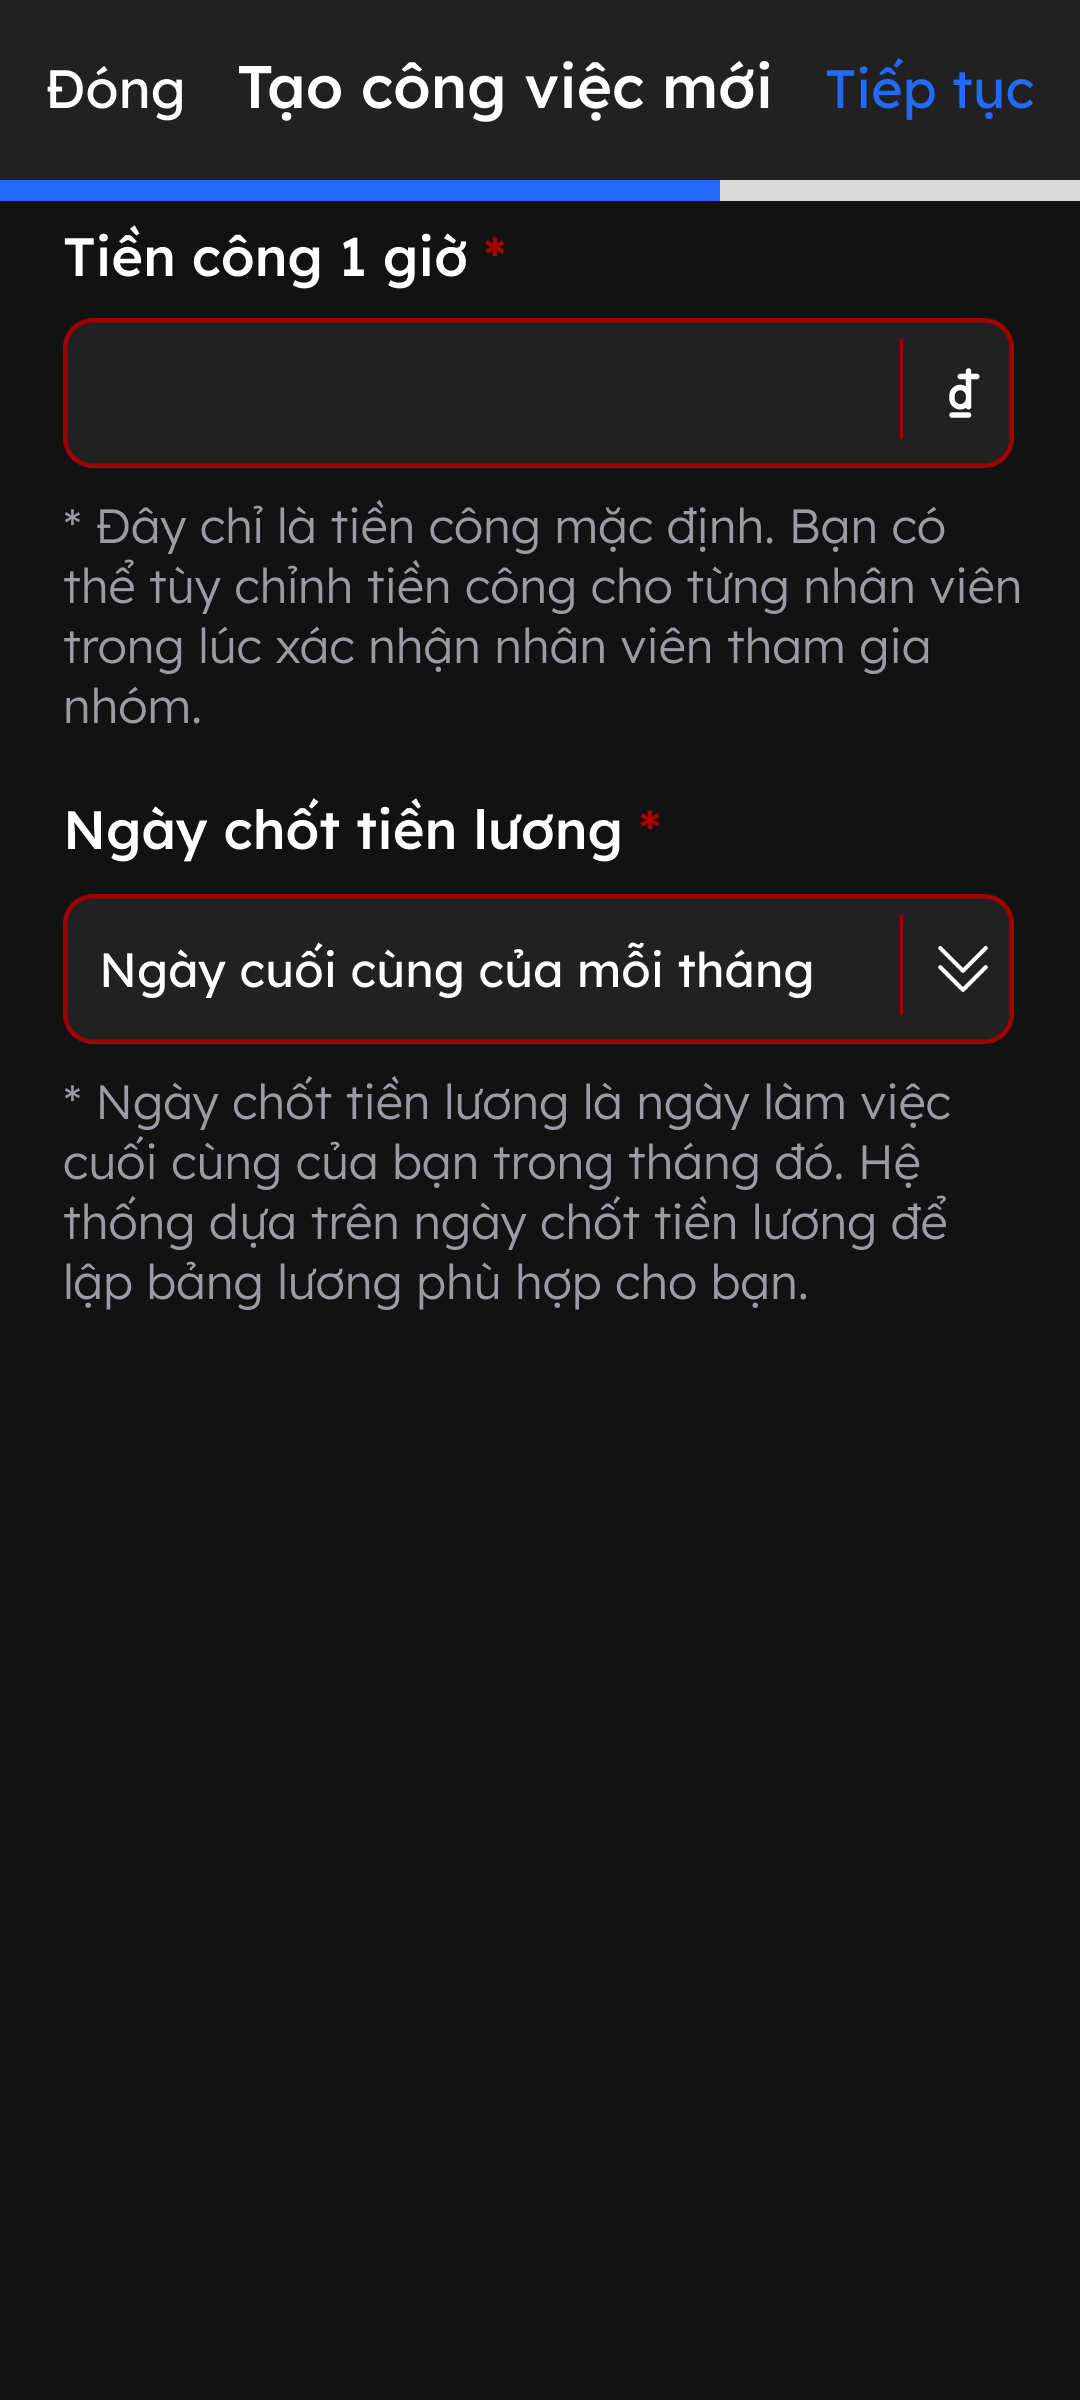 Đóng Tạo công việc mới Tiếp tục
Tiền công 1 giờ *
₫
* Đây chỉ là tiền công mặc định. Bạn có
thể tùy chỉnh tiền công cho từng nhân viên
trong lúc xác nhận nhân viên tham gia
nhóm.
Ngày chốt tiền lương *
Ngày cuối cùng của mỗi tháng
* Ngày chốt tiền lương là ngày làm việc
cuối cùng của bạn trong tháng đó. Hệ
thống dựa trên ngày chốt tiền lương để
lập bảng lương phù hợp cho bạn.